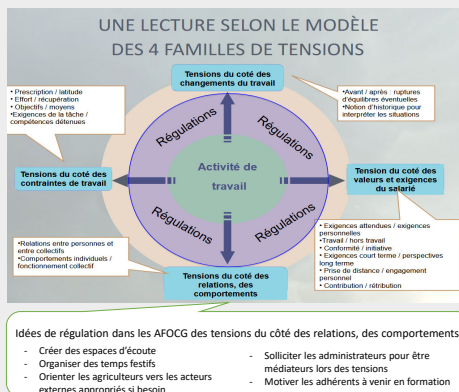 UNE LECTURE SELON LE MODÈLE
DES 4 FAMILLES DE TENSIONS
Tensions du coté des
changements du travail
• Prescription / latitude
• Effort / récupération
• Objectifs / moyens
• Exigences de la tâche /
compétences détenues
•Avant / après : ruptures
d'équilibres éventuelles
•Notion d'historique pour
interpréter les situations
Régulations
Régulations
Tensions du coté des
contraintes de travail
Activité de
travail
Tension du coté des
valeurs et exigences
du salarié
Régulations
Régulations
•Relations entre personnes et
entre collectifs
•Comportements individuels /
fonctionnement collectif
• Exigences attendues / exigences
personnelles
•Travail / hors travail
• Conformité / initiative
• Exigences court terme / perspectives
long terme
• Prise de distance / engagement
personnel
• Contribution / rétribution
Tensions du coté des
relations, des
comportements
Idées de régulation dans les AFOCG des tensions du côté des relations, des comportements
- Créer des espaces d'écoute
- Organiser des temps festifs
- Orienter les agriculteurs vers les acteurs
externes appropriés si besoin
- Solliciter les administrateurs pour être
médiateurs lors des tensions
- Motiver les adhérents à venir en formation